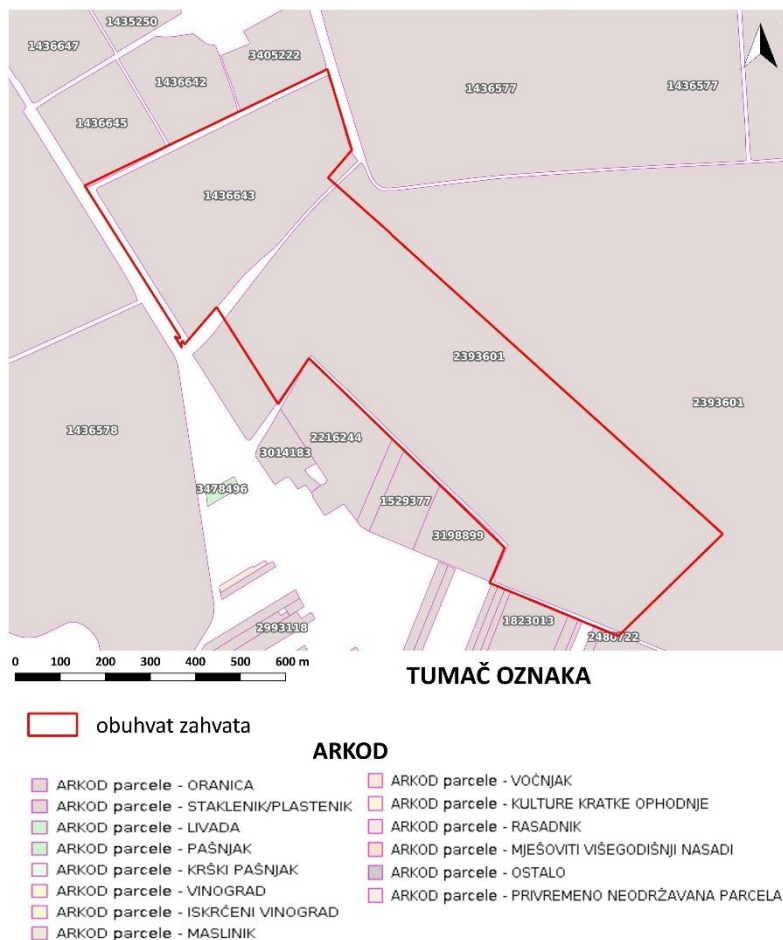 1435250
1436647
3405222
1436642
1436577
1436577
1436645
1436643
2393601
2393601
1436578
2216244
3014183
3478496
1529377
3198899
1823013
2993118
2480722
0 100 200 300 400 500 600 m
TUMAČ OZNAKA
obuhvat zahvata
ARKOD
ARKOD parcele - ORANICA
ARKOD parcele - STAKLENIK/PLASTENIK
ARKOD parcele - LIVADA
ARKOD parcele - PAŠNJAK
ARKOD parcele - KRŠKI PAŠNJAK
ARKOD parcele - VINOGRAD
ARKOD parcele - ISKRČENI VINOGRAD
ARKOD parcele - MASLINIK
ARKOD parcele - VOĆNJAK
ARKOD parcele - KULTURE KRATKE OPHODNJE
ARKOD parcele - RASADNIK
ARKOD parcele - MJEŠOVITI VIŠEGODIŠNJI NASADI
ARKOD parcele - OSTALO
ARKOD parcele - PRIVREMENO NEODRŽAVANA PARCELA